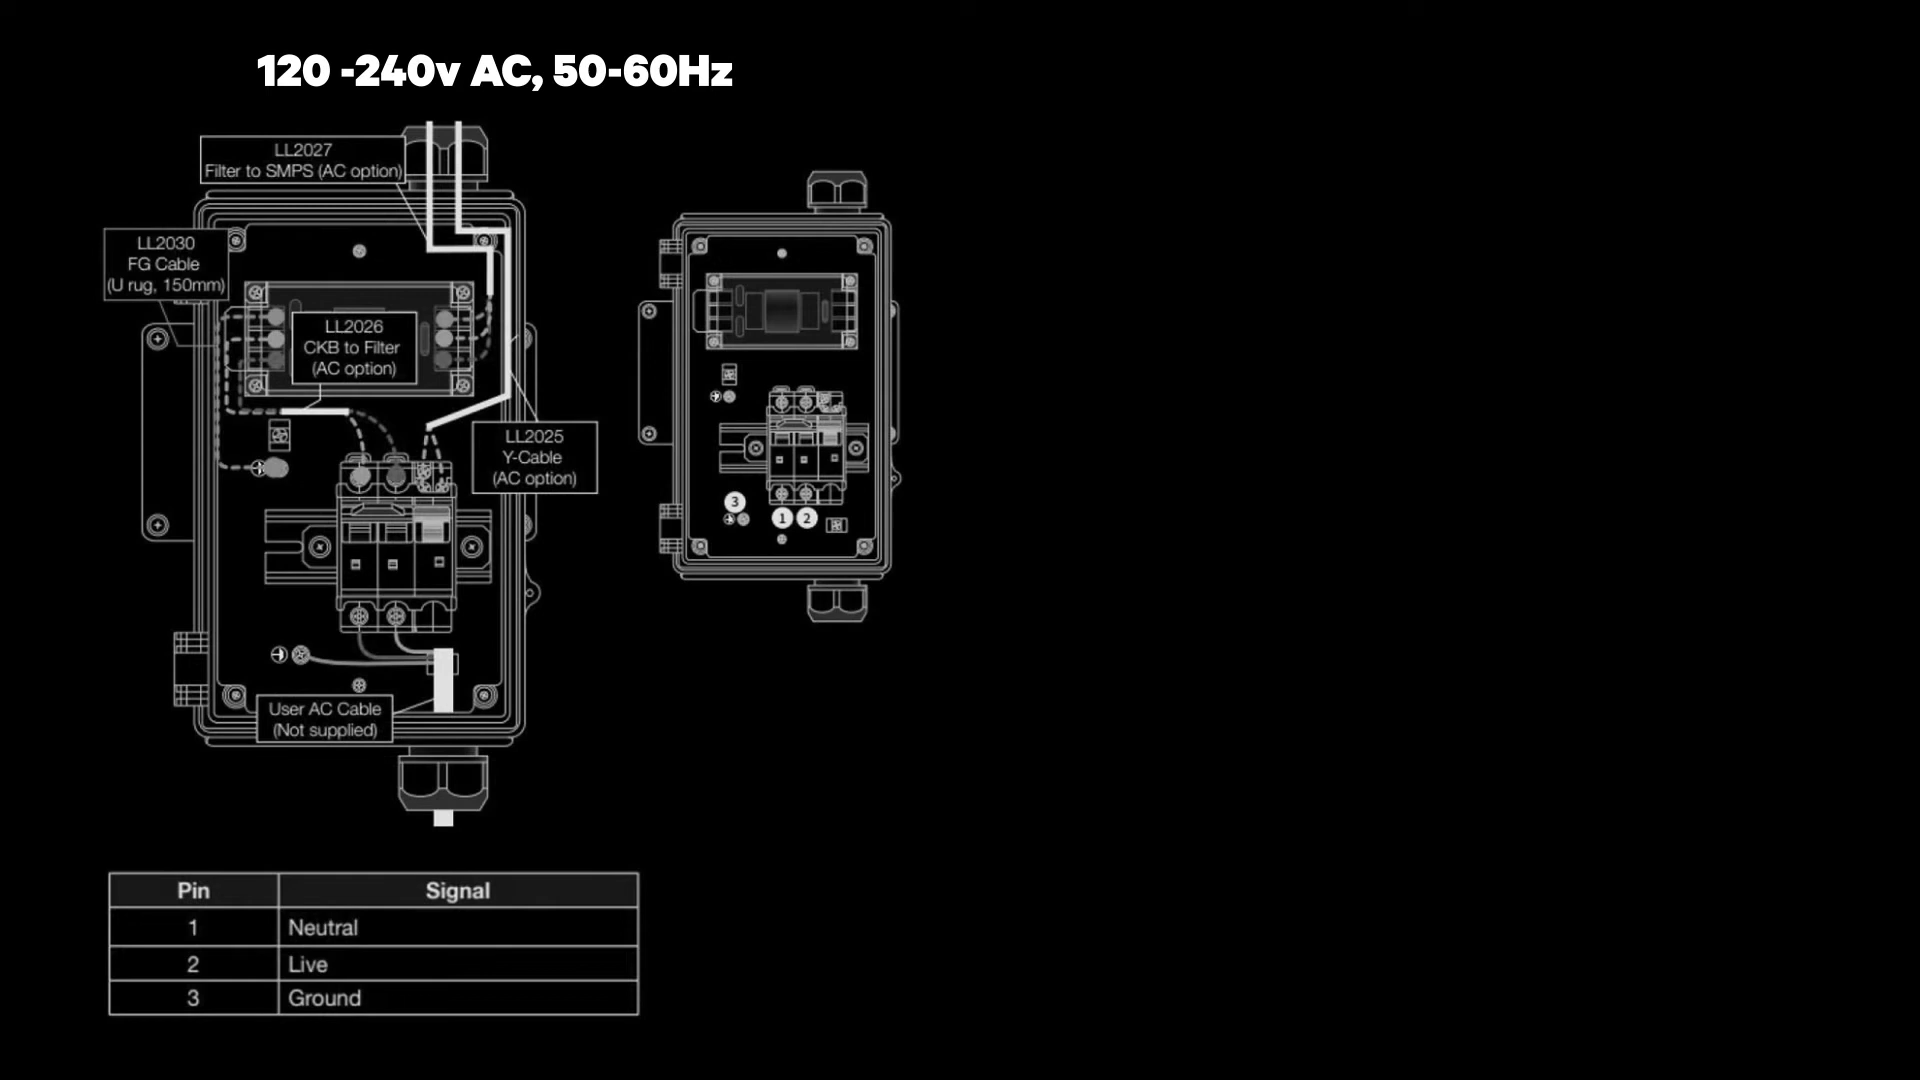 120 -240v AC, 50-60Hz
LL2027
Filter to SMPS (AC option)
LL2030
FG Cable
(U rug, 150mm)
LL2026
CKB to Filter
(AC option)
LL2025
Y-Cable
(AC option)
3
1 2
User AC Cable
(Not supplied)
Pin Signal
1 Neutral
2 Live
3 Ground